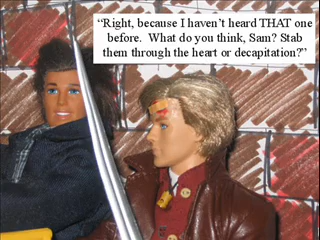 “Right, because I haven’t heard THAT one
before.  What do you think, Sam? Stab
them through the heart or decapitation?”